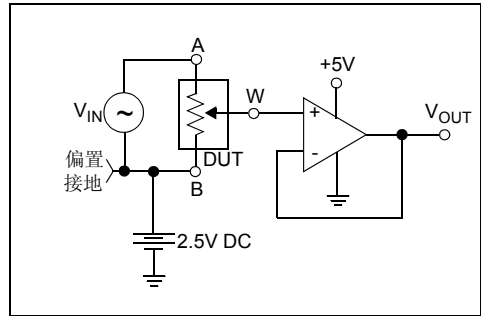 A
+5V
W
V_IN
~
+
-
V_OUT
偏置
接地
DUT
B
2.5V DC